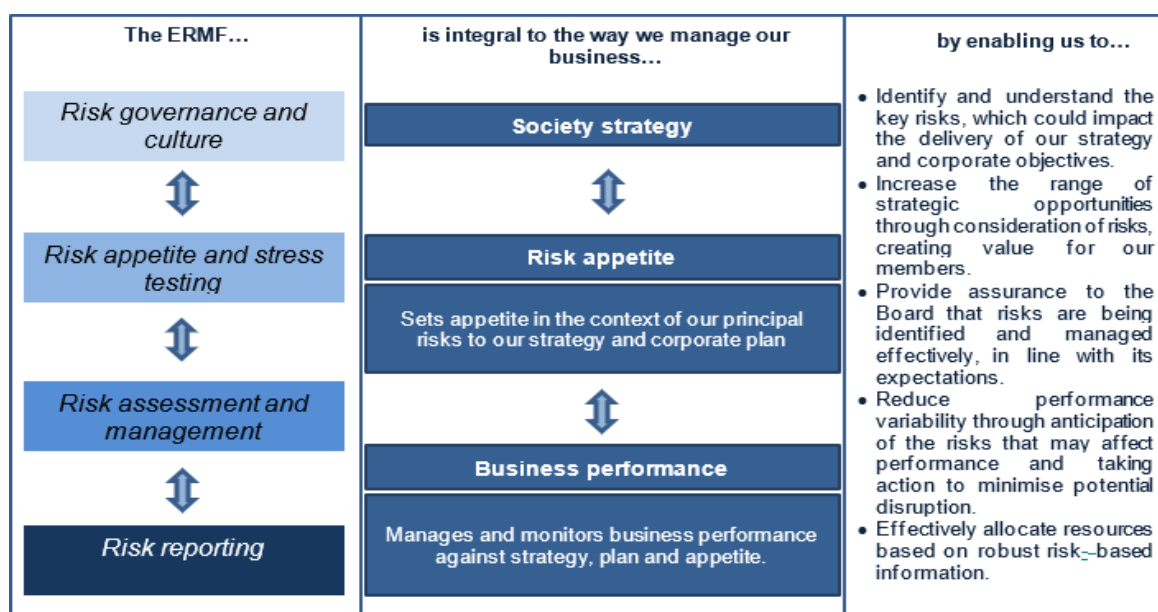 The ERMF…
Risk governance and
culture
Risk appetite and stress
testing
Risk assessment and
management
Risk reporting
is integral to the way we manage our
business…
Society strategy
Risk appetite
Sets appetite in the context of our principal
risks to our strategy and corporate plan
Business performance
Manages and monitors business performance
against strategy, plan and appetite.
by enabling us to…
• Identify and understand the
key risks, which could impact
the delivery of our strategy
and corporate objectives.
• Increase the range of
strategic opportunities
through consideration of risks,
creating value for our
members.
• Provide assurance to the
Board that risks are being
identified and managed
effectively, in line with its
expectations.
• Reduce performance
variability through anticipation
of the risks that may affect
performance and taking
action to minimise potential
disruption.
• Effectively allocate resources
based on robust risk--based
information.